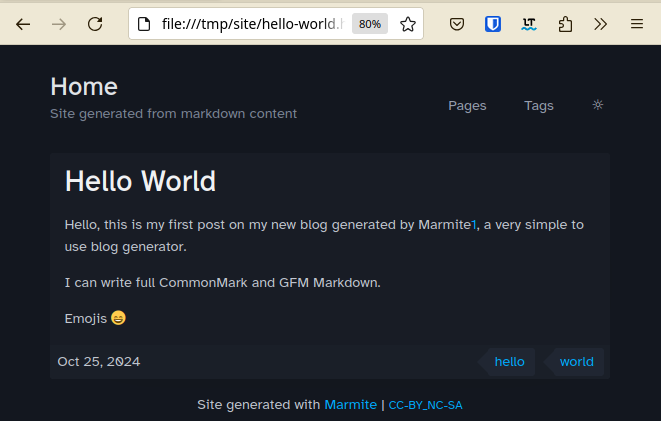 file:///tmp/site/hello-world.h 80%
LT
Home
Site generated from markdown content
Pages Tags
Hello World
Hello, this is my first post on my new blog generated by Marmite1, a very simple to
use blog generator.
I can write full CommonMark and GFM Markdown.
Emojis 😄
Oct 25, 2024 hello world
Site generated with Marmite | CC-BY_NC-SA